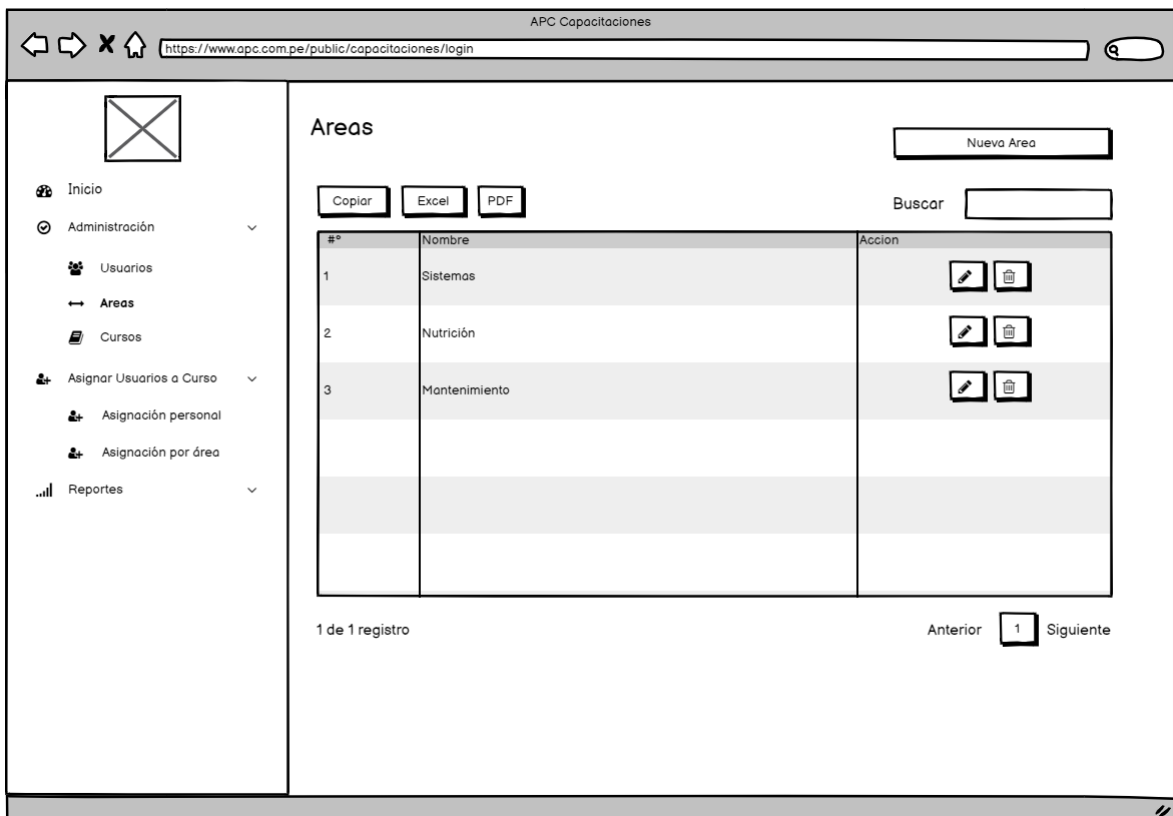 APC Capacitaciones
https://www.apc.com.pe/public/capacitaciones/login
Inicio
Administración
Usuarios
Areas
Cursos
Asignar Usuarios a Curso
Asignación personal
Asignación por área
Reportes
Areas
Nueva Area
Copiar Excel PDF
Buscar
#° Nombre Accion
1 Sistemas
2 Nutrición
3 Mantenimiento
1 de 1 registro
Anterior 1 Siguiente